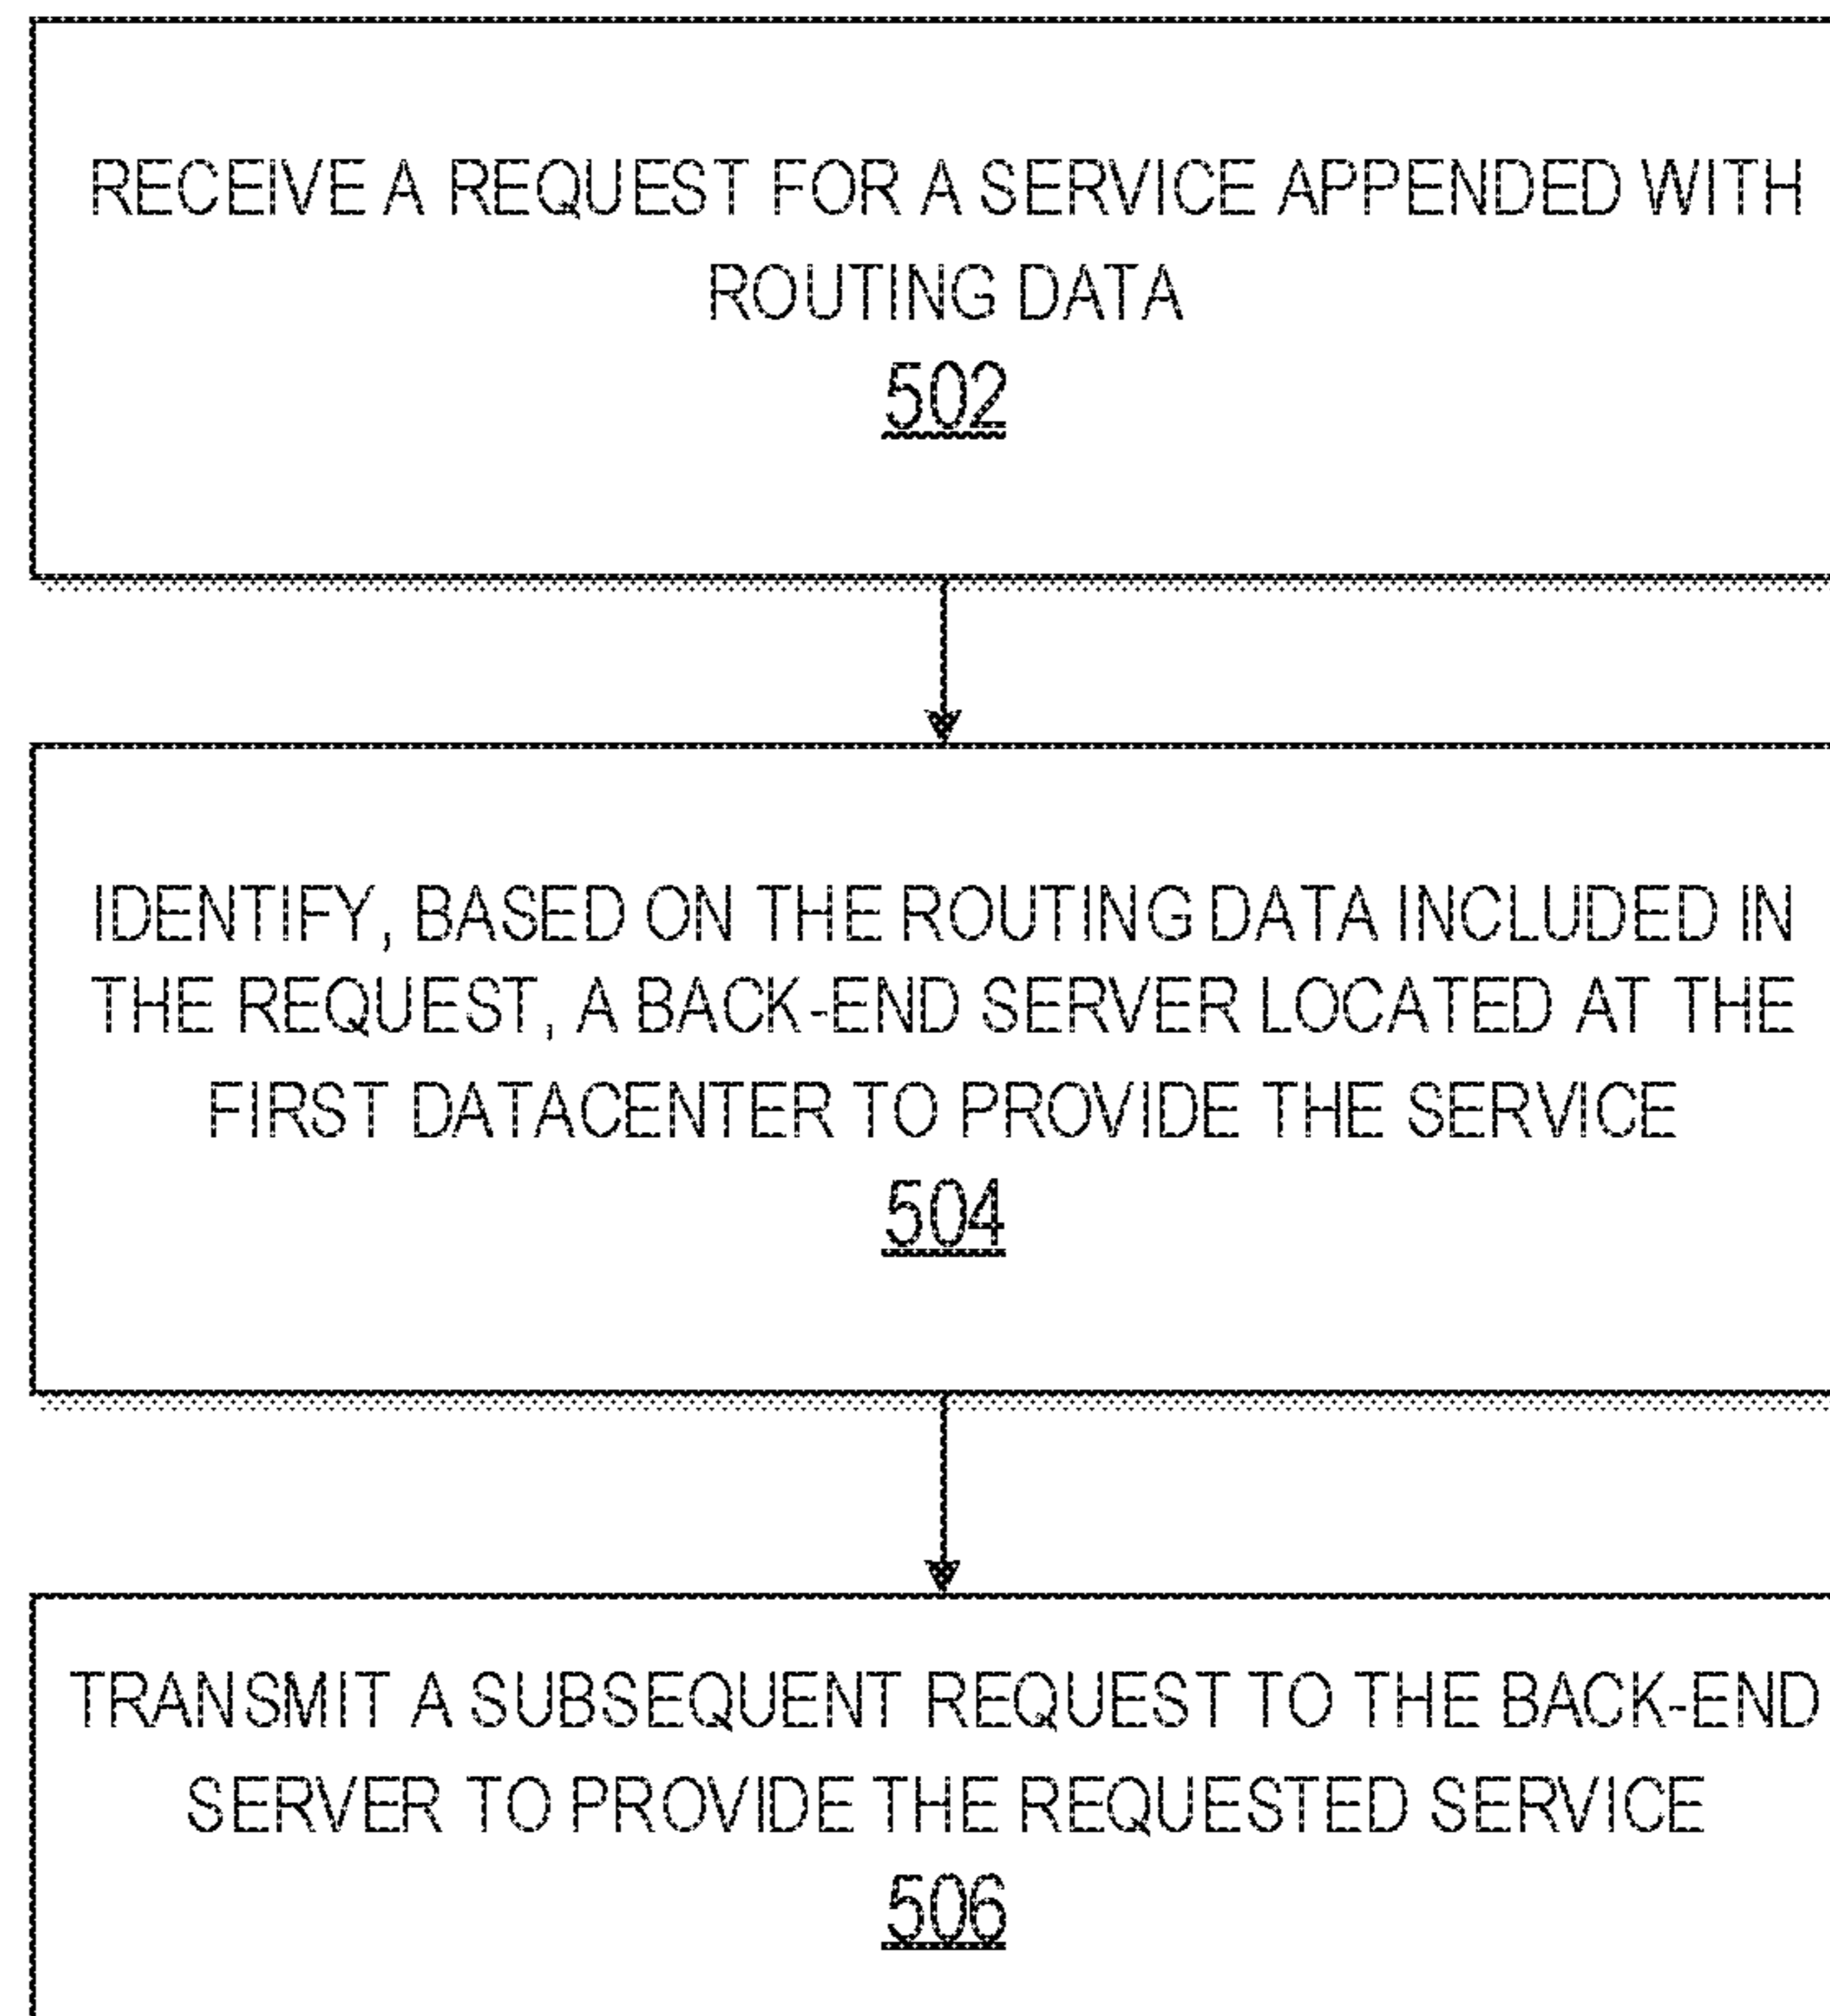 RECEIVE A REQUEST FOR A SERVICE APPENDED WITH
ROUTING DATA
502
IDENTIFY, BASED ON THE ROUTING DATA INCLUDED IN
THE REQUEST, A BACK-END SERVER LOCATED AT THE
FIRST DATACENTER TO PROVIDE THE SERVICE
504
TRANSMIT A SUBSEQUENT REQUEST TO THE BACK-END
SERVER TO PROVIDE THE REQUESTED SERVICE
506